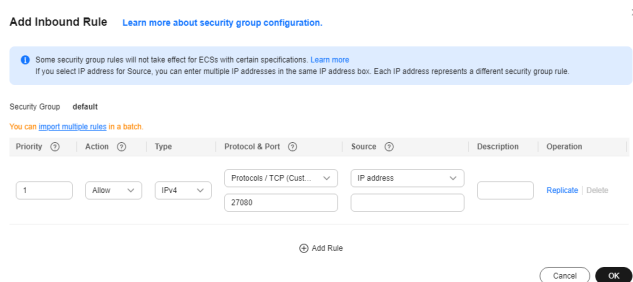 Add Inbound Rule Learn more about security group configuration.
Some security group rules will not take effect for ECSs with certain specifications. Learn more
If you select IP address for Source, you can enter multiple IP addresses in the same IP address box. Each IP address represents a different security group rule.
Security Group default
You can import multiple rules in a batch.
Priority ? Action ? Type Protocol & Port ? Source ? Description Operation
1 Allow IPv4 Protocols / TCP (Cust... IP address Replicate | Delete
27080
Add Rule
Cancel OK